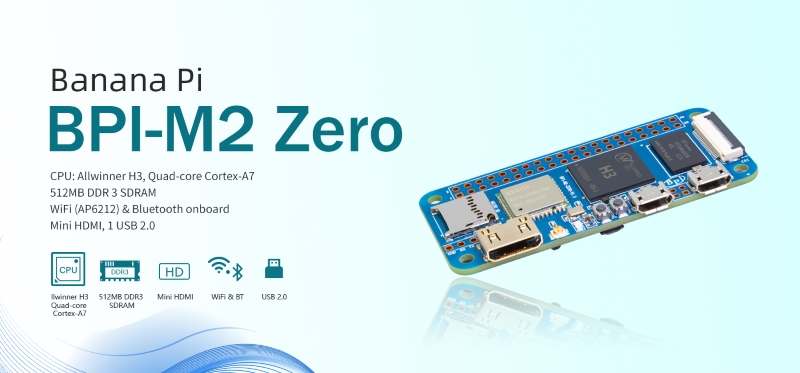 Banana Pi
BPI-M2 Zero
CPU: Allwinner H3, Quad-core Cortex-A7
512MB DDR 3 SDRAM
WiFi (AP6212) & Bluetooth onboard
Mini HDMI, 1 USB 2.0
CPU
DDR3
HD
llwinner H3
Quad-core
Cortex-A7
512MB DDR3
SDRAM
Mini HDMI
WiFi & BT
USB 2.0
H3